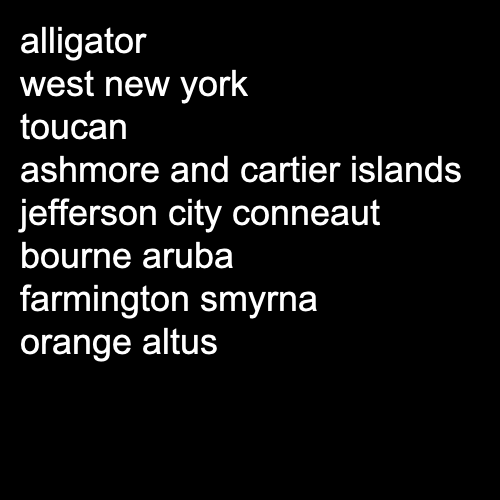 alligator
west new york
toucan
ashmore and cartier islands
jefferson city conneaut
bourne aruba
farmington smyrna
orange altus